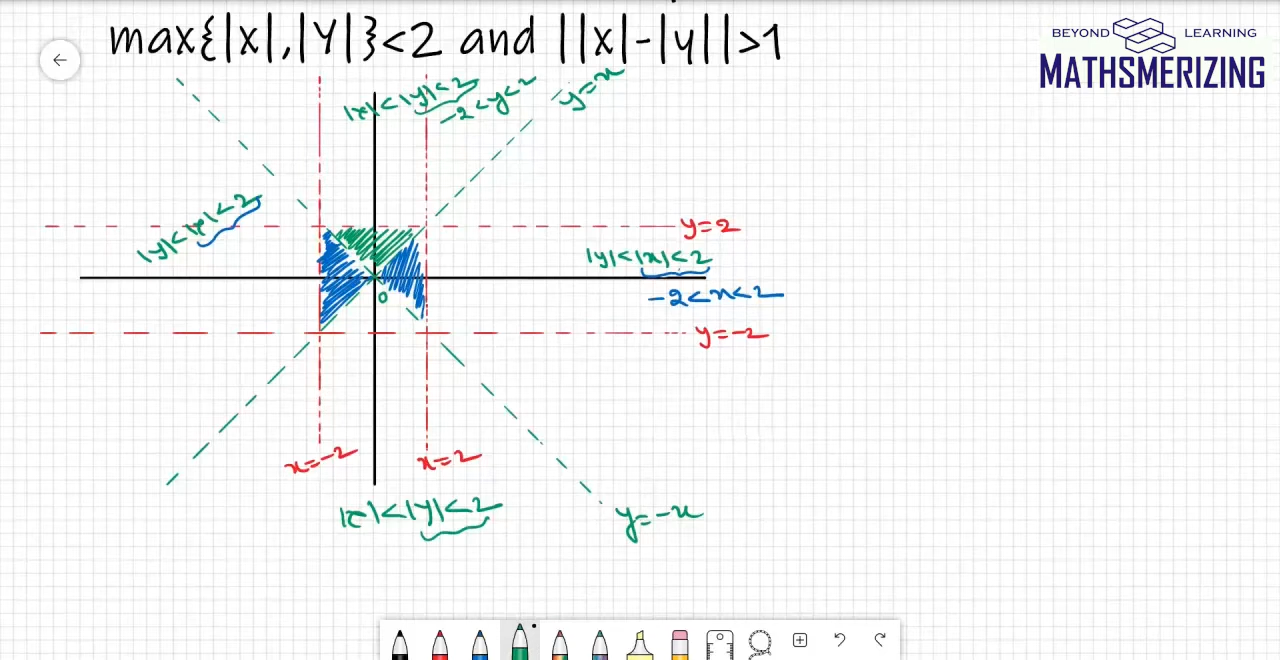 max{|x|,|Y|}<2 and ||x|-|y||>1
BEYOND LEARNING
MATHSMERIZING
|x|<|y|<2
-2<y<2
y=x
|y|<|x|<2
y=2
|y|<|x|<2
-2<x<2
0
y=-2
x=-2
x=2
|x|<|y|<2
y=-x